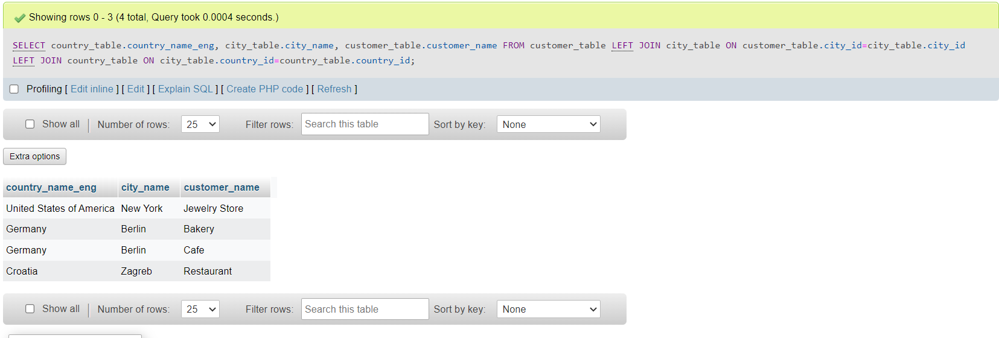 Showing rows 0 - 3 (4 total, Query took 0.0004 seconds.)
SELECT country_table.country_name_eng, city_table.city_name, customer_table.customer_name FROM customer_table LEFT JOIN city_table ON customer_table.city_id=city_table.city_id
LEFT JOIN country_table ON city_table.country_id=country_table.country_id;
Profiling [ Edit inline ] [ Edit ] [ Explain SQL ] [ Create PHP code ] [ Refresh ]
Show all | Number of rows: 25 Filter rows: Search this table Sort by key: None
Extra options
country_name_eng city_name customer_name
United States of America New York Jewelry Store
Germany Berlin Bakery
Germany Berlin Cafe
Croatia Zagreb Restaurant
Show all | Number of rows: 25 Filter rows: Search this table Sort by key: None